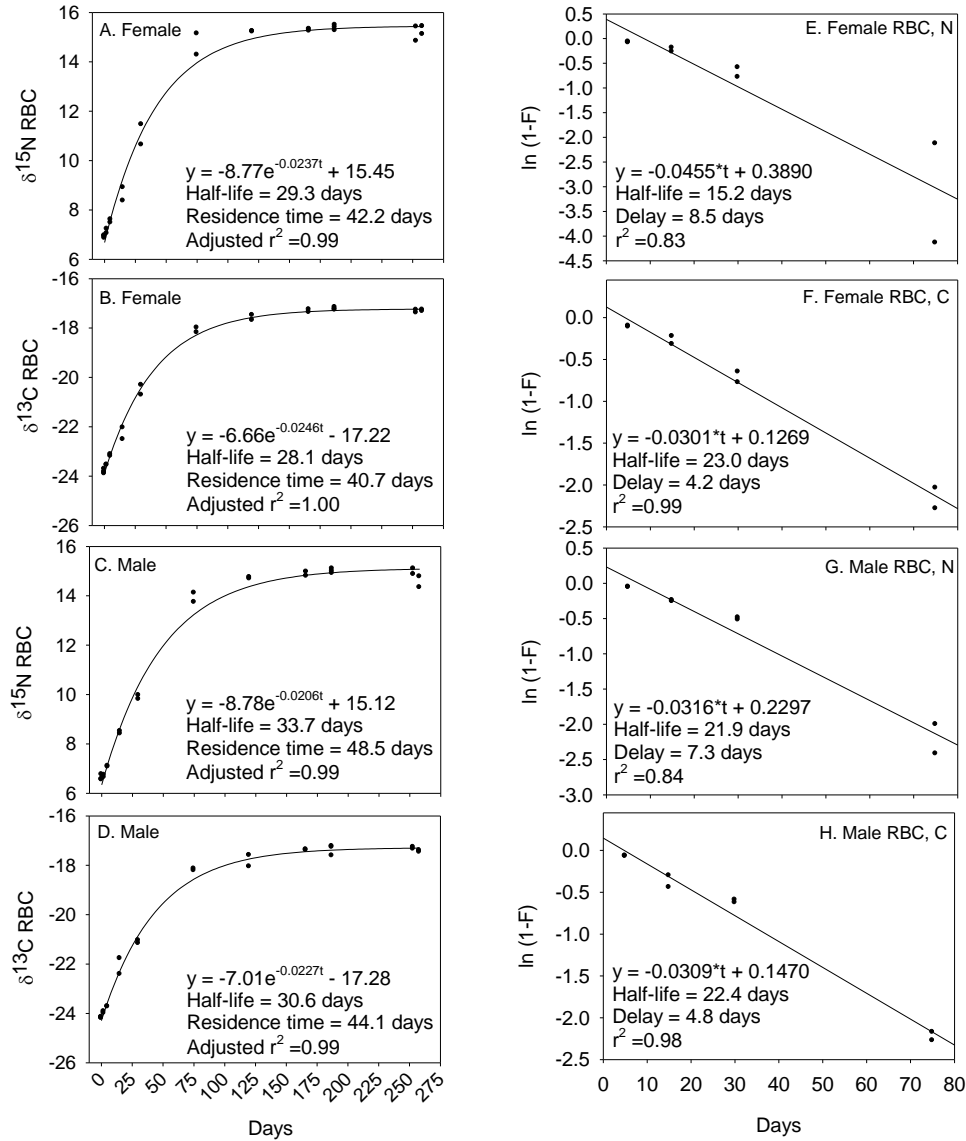 A. Female
16
14
12
10
8
6
δ15N RBC
y = -8.77e-0.0237t + 15.45
Half-life = 29.3 days
Residence time = 42.2 days
Adjusted r2 =0.99
B. Female
-16
-18
-20
-22
-24
-26
δ13C RBC
y = -6.66e-0.0246t - 17.22
Half-life = 28.1 days
Residence time = 40.7 days
Adjusted r2 =1.00
C. Male
16
14
12
10
8
6
δ15N RBC
y = -8.78e-0.0206t + 15.12
Half-life = 33.7 days
Residence time = 48.5 days
Adjusted r2 =0.99
D. Male
-16
-18
-20
-22
-24
-26
δ13C RBC
y = -7.01e-0.0227t - 17.28
Half-life = 30.6 days
Residence time = 44.1 days
Adjusted r2 =0.99
0 25 50 75 100 125 150 175 200 225 250 275
Days
E. Female RBC, N
0.5
0.0
-0.5
-1.0
-1.5
-2.0
-2.5
-3.0
-3.5
-4.0
-4.5
ln (1-F)
y = -0.0455*t + 0.3890
Half-life = 15.2 days
Delay = 8.5 days
r2 =0.83
F. Female RBC, C
0.0
-0.5
-1.0
-1.5
-2.0
-2.5
ln (1-F)
y = -0.0301*t + 0.1269
Half-life = 23.0 days
Delay = 4.2 days
r2 =0.99
G. Male RBC, N
0.5
0.0
-0.5
-1.0
-1.5
-2.0
-2.5
-3.0
ln (1-F)
y = -0.0316*t + 0.2297
Half-life = 21.9 days
Delay = 7.3 days
r2 =0.84
H. Male RBC, C
0.0
-0.5
-1.0
-1.5
-2.0
-2.5
ln (1-F)
y = -0.0309*t + 0.1470
Half-life = 22.4 days
Delay = 4.8 days
r2 =0.98
0 10 20 30 40 50 60 70 80
Days